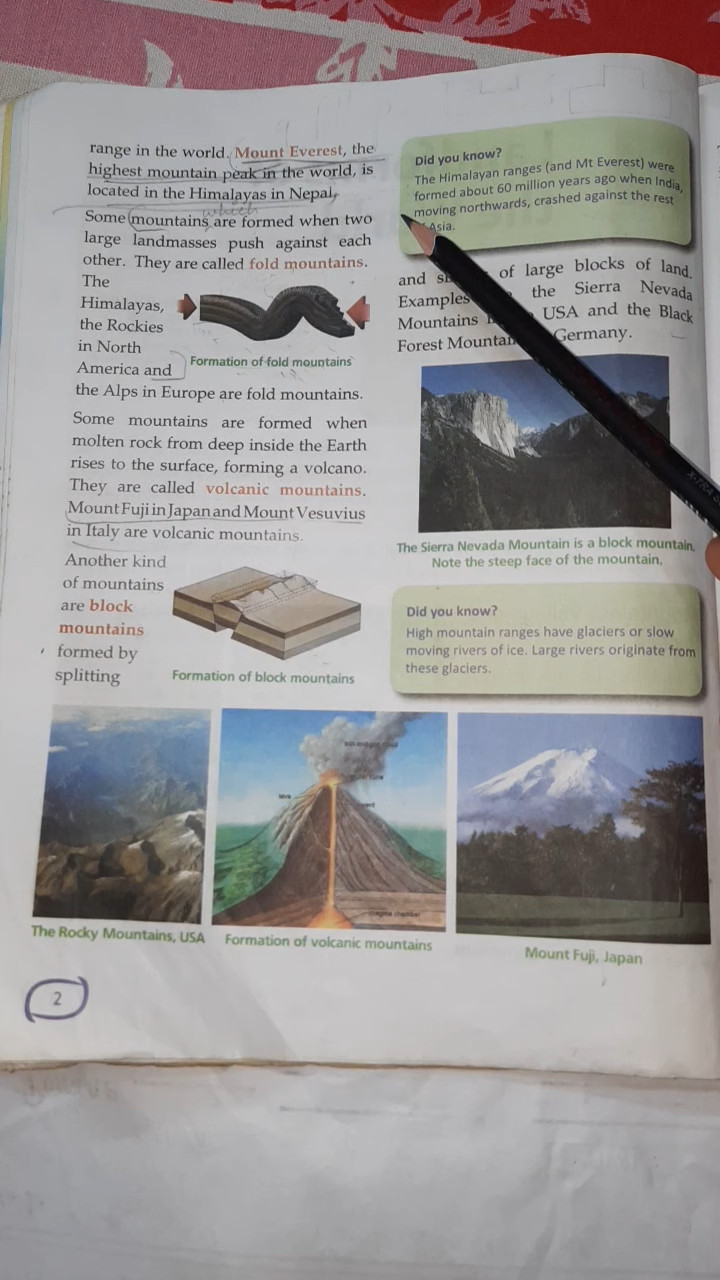 range in the world. Mount Everest, the
highest mountain peak in the world, is
located in the Himalayas in Nepal,
which
Some mountains are formed when two
large landmasses push against each
other. They are called fold mountains.
The
Himalayas,
the Rockies
in North
America and
Formation of fold mountains
the Alps in Europe are fold mountains.
Some mountains are formed when
molten rock from deep inside the Earth
rises to the surface, forming a volcano.
They are called volcanic mountains.
Mount Fuji in Japan and Mount Vesuvius
in Italy are volcanic mountains.
Another kind
of mountains
are block
mountains
formed by
splitting
Formation of block mountains
Did you know?
The Himalayan ranges (and Mt Everest) were
formed about 60 million years ago when India,
moving northwards, crashed against the rest
Asia.
and of large blocks of land.
Examples the Sierra Nevada
Mountains USA and the Black
Forest Germany.
The Sierra Nevada Mountain is a block mountain.
Note the steep face of the mountain.
Did you know?
High mountain ranges have glaciers or slow
moving rivers of ice. Large rivers originate from
these glaciers.
lava
vent
magma chamber
The Rocky Mountains, USA
Formation of volcanic mountains
Mount Fuji, Japan
2